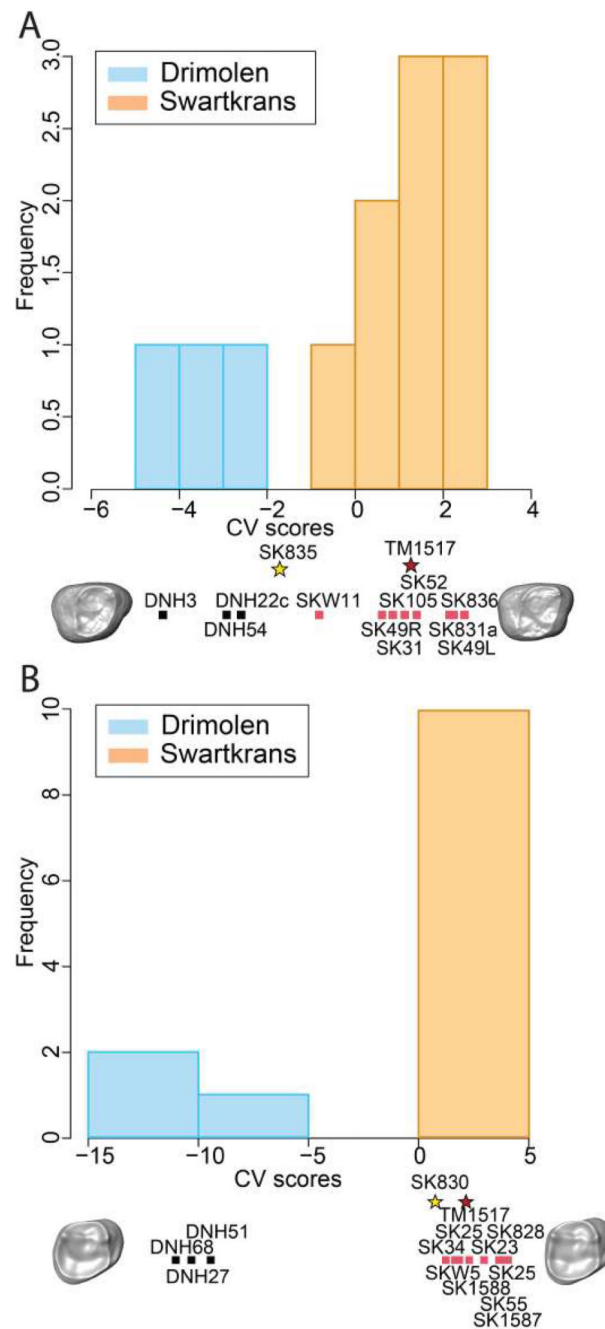 A
Drimolen
Swartkrans
Frequency
3.0
2.5
2.0
1.5
1.0
0.5
0.0
−6 −4 −2 0 2 4
CV scores
SK835 TM1517
SK52
DNH3 DNH22c SKW11 SK105 SK836
DNH54 SK49R SK831a
SK31 SK49L
B
Drimolen
Swartkrans
Frequency
10
8
6
4
2
0
−15 −10 −5 0 5
CV scores
SK830
TM1517
DNH51 SK25 SK828
DNH68 SK34 SK23
DNH27 SKW5 SK25
SK1588
SK55
SK1587